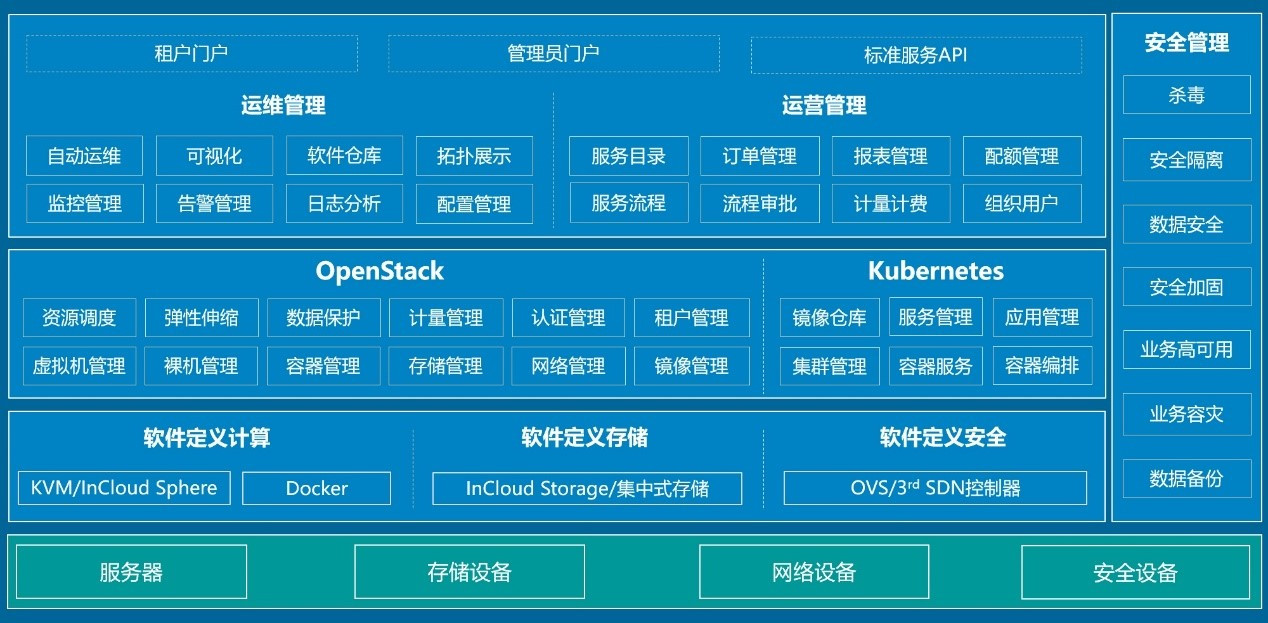 租户门户
管理员门户
标准服务API
运维管理
自动运维
可视化
软件仓库
拓扑展示
监控管理
告警管理
日志分析
配置管理
运营管理
服务目录
订单管理
报表管理
配额管理
服务流程
流程审批
计量计费
组织用户
OpenStack
资源调度
弹性伸缩
数据保护
计量管理
认证管理
租户管理
虚拟机管理
裸机管理
容器管理
存储管理
网络管理
镜像管理
Kubernetes
镜像仓库
服务管理
应用管理
集群管理
容器服务
容器编排
软件定义计算
KVM/InCloud Sphere
Docker
软件定义存储
InCloud Storage/集中式存储
软件定义安全
OVS/3rd SDN控制器
安全管理
杀毒
安全隔离
数据安全
安全加固
业务高可用
业务容灾
数据备份
服务器
存储设备
网络设备
安全设备